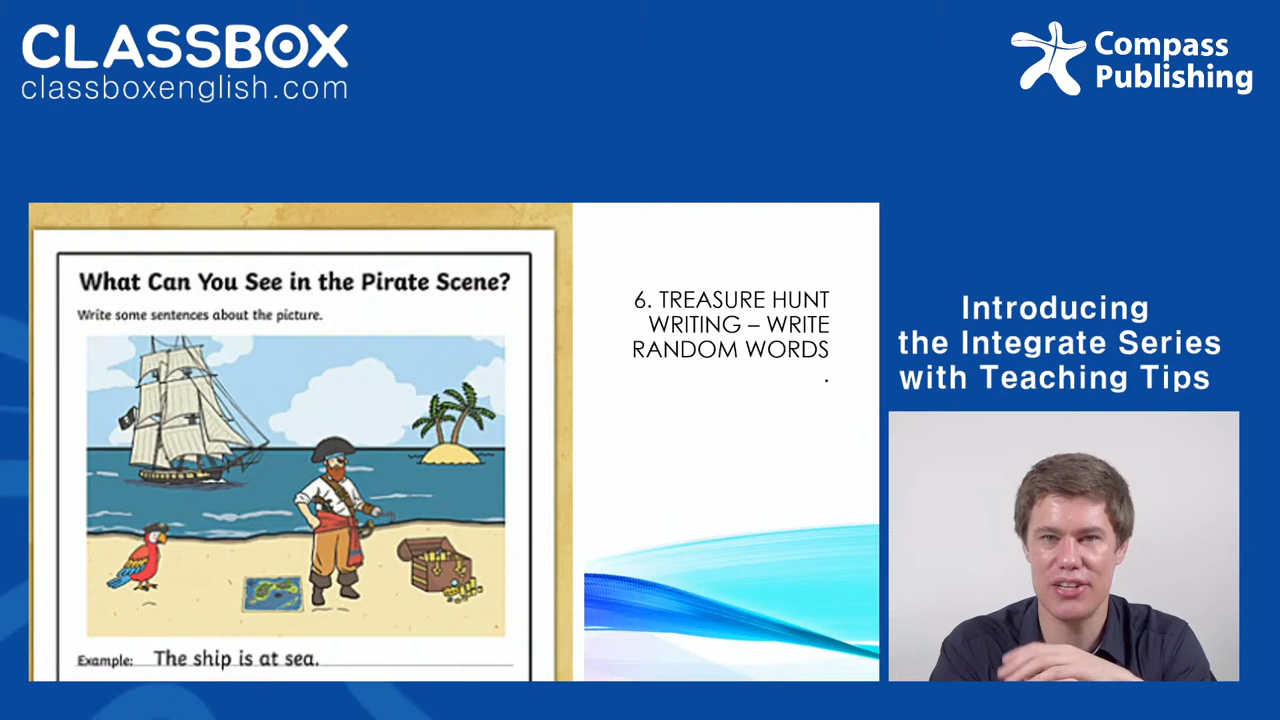 CLASSBOX
classboxenglish.com
Compass
Publishing
What Can You See in the Pirate Scene?
Write some sentences about the picture.
Example: The ship is at sea.
6. TREASURE HUNT
WRITING – WRITE
RANDOM WORDS
.
Introducing
the Integrate Series
with Teaching Tips